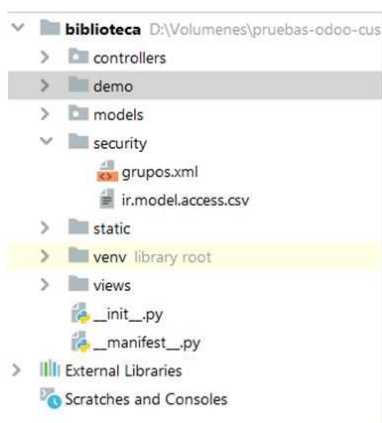 biblioteca D:\Volumenes\pruebas-odoo-cus
controllers
demo
models
security
grupos.xml
ir.model.access.csv
static
venv library root
views
__init__.py
__manifest__.py
External Libraries
Scratches and Consoles